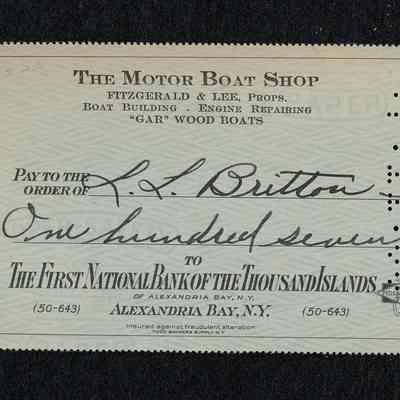 THE MOTOR BOAT SHOP
FITZGERALD & LEE, PROPS.
BOAT BUILDING . ENGINE REPAIRING
"GAR" WOOD BOATS
PAY TO THE
ORDER OF L. L. Britton
One hundred seven
TO
THE FIRST NATIONAL BANK OF THE THOUSAND ISLANDS
OF ALEXANDRIA BAY, N.Y.
(50-643) ALEXANDRIA BAY, N.Y. (50-643)
Insured against fraudulent alteration